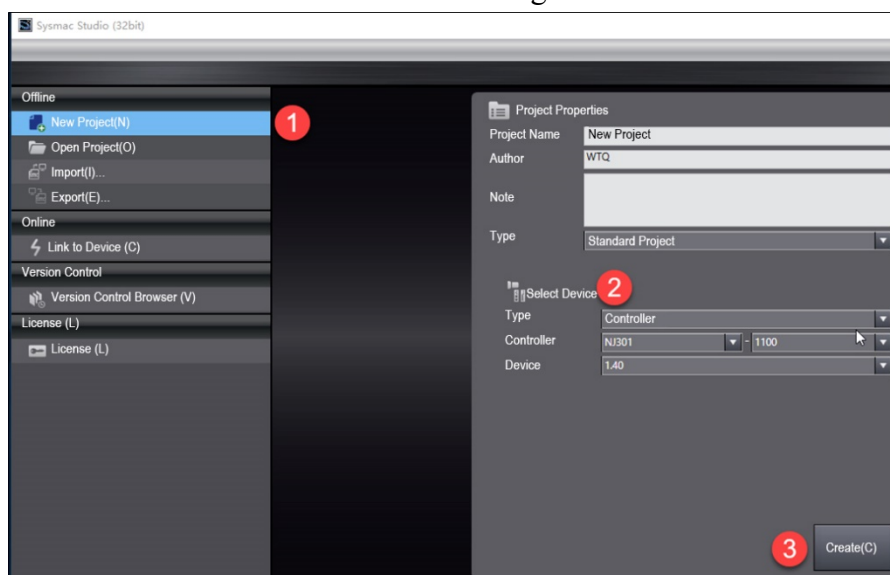 Sysmac Studio (32bit)
Offline
New Project(N)
1
Open Project(O)
Import(I)...
Export(E)...
Online
Link to Device (C)
Version Control
Version Control Browser (V)
License (L)
License (L)
Project Properties
Project Name New Project
Author WTQ
Note
Type Standard Project
Select Device 2
Type Controller
Controller NJ301 - 1100
Device 1.40
3 Create(C)